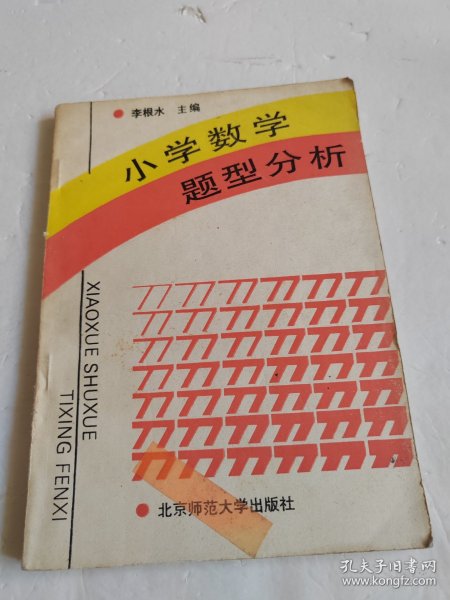 李根水 主编
小学数学
题型分析
XIAOXUE SHUXUE
TIXING FENXI
北京师范大学出版社
孔夫子旧书网
www.kongfz.com